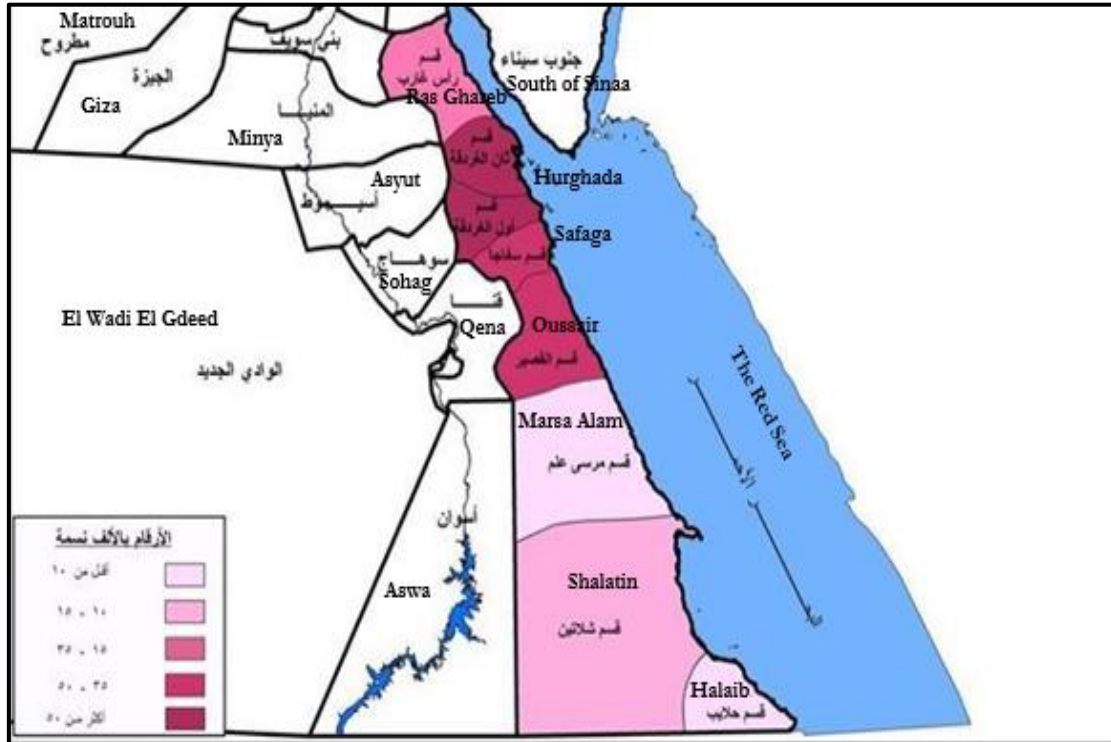 Matrouh
مطروح
الجيزة
Giza
بني سويف
المنيا
Minya
قسم
رأس غارب
Ras Ghareb
جنوب سيناء
South of Sinaa
قسم
ثان الغردقة
Hurghada
Asyut
أسيوط
قسم
أول الغردقة
Safaga
قسم سفاجا
سوهاج
Sohag
قنا
Qena
El Wadi El Gdeed
الوادي الجديد
Oussair
قسم القصير
The Red Sea
Marsa Alam
قسم مرسى علم
أسوان
Aswa
Shalatin
قسم شلاتين
Halaib
قسم حلايب
الأرقام بالألف نسمة
أقل من ١٠
١٠ - ١٥
١٥ - ٣٥
٣٥ - ٥٠
أكثر من ٥٠